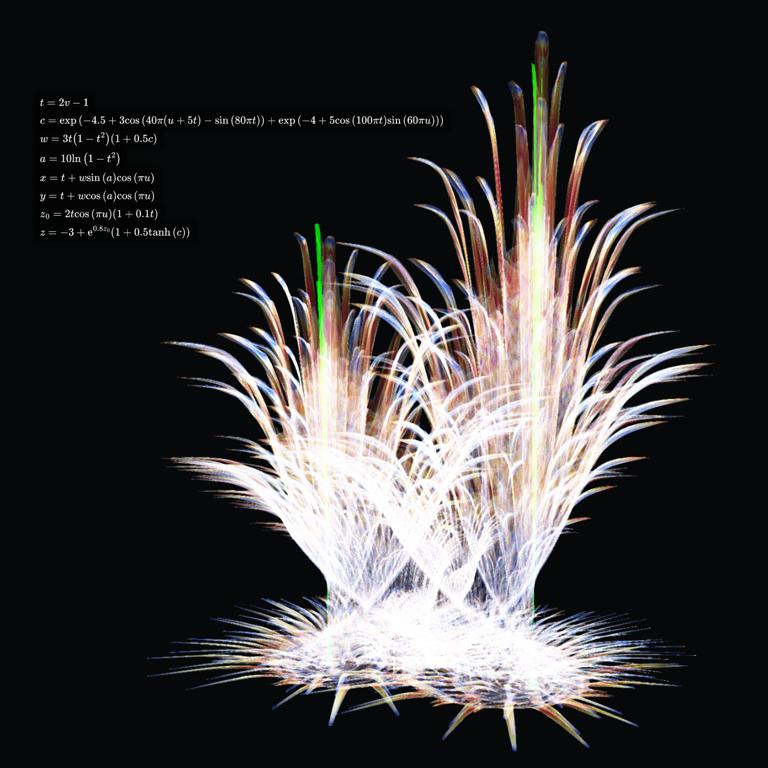 t = 2v − 1
c = exp (−4.5 + 3cos (40π(u + 5t) − sin (80πt)) + exp (−4 + 5cos (100πt)sin (60πu)))
w = 3t(1 − t²)(1 + 0.5c)
a = 10ln (1 − t²)
x = t + wsin (a)cos (πu)
y = t + wcos (a)cos (πu)
z₀ = 2tcos (πu)(1 + 0.1t)
z = −3 + e^{0.8z₀}(1 + 0.5tanh (c))